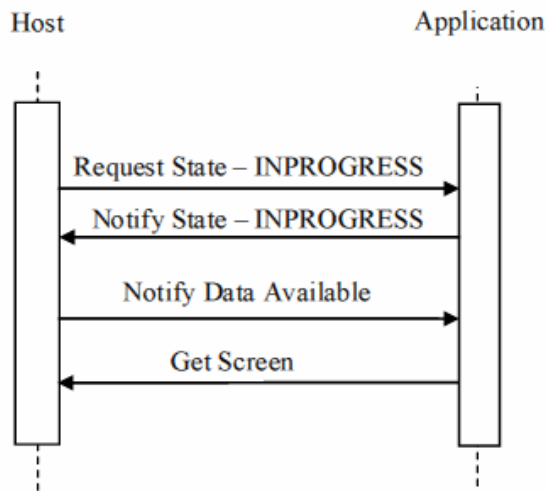 Host
Application
Request State – INPROGRESS
Notify State – INPROGRESS
Notify Data Available
Get Screen